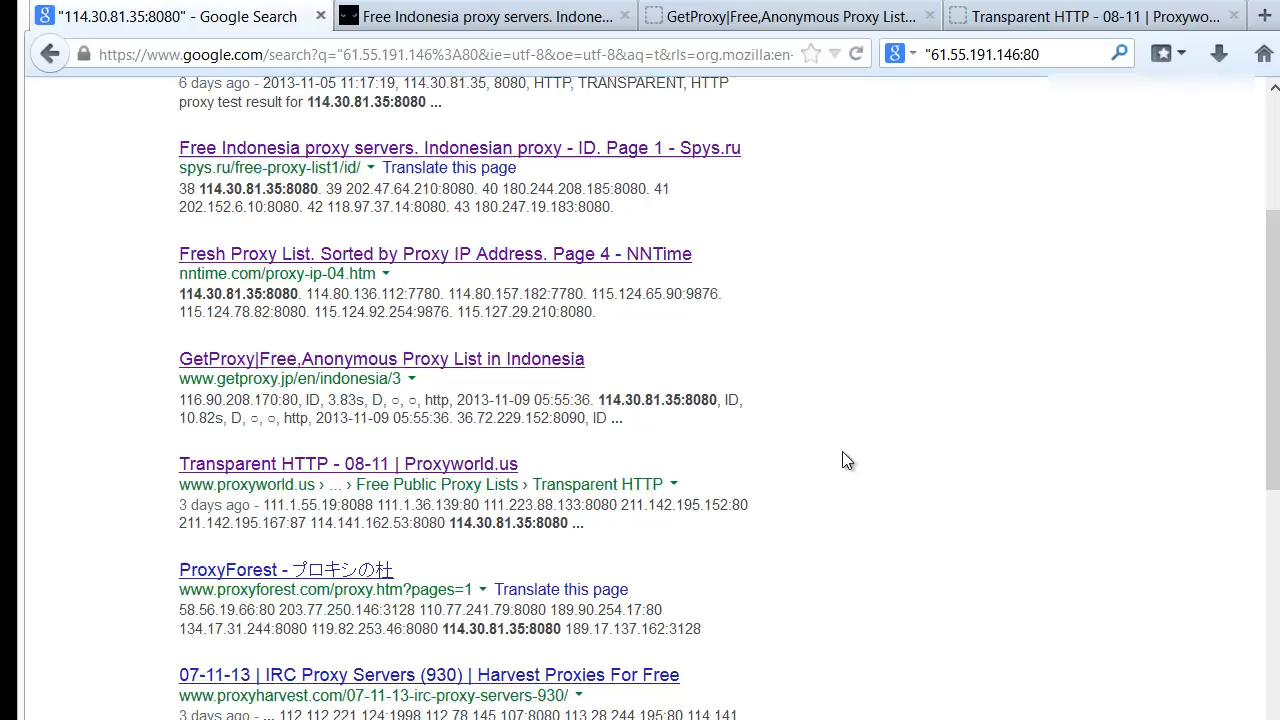 "114.30.81.35:8080" - Google Search
Free Indonesia proxy servers. Indone...
GetProxy|Free,Anonymous Proxy List...
Transparent HTTP - 08-11 | Proxywo...
https://www.google.com/search?q="61.55.191.146%3A80&ie=utf-8&oe=utf-8&aq=t&rls=org.mozilla:en-
"61.55.191.146:80
6 days ago - 2013-11-05 11:17:19, 114.30.81.35, 8080, HTTP, TRANSPARENT, HTTP
proxy test result for 114.30.81.35:8080 ...
Free Indonesia proxy servers. Indonesian proxy - ID. Page 1 - Spys.ru
spys.ru/free-proxy-list1/id/ Translate this page
38 114.30.81.35:8080. 39 202.47.64.210:8080. 40 180.244.208.185:8080. 41
202.152.6.10:8080. 42 118.97.37.14:8080. 43 180.247.19.183:8080.
Fresh Proxy List. Sorted by Proxy IP Address. Page 4 - NNTime
nntime.com/proxy-ip-04.htm
114.30.81.35:8080. 114.80.136.112:7780. 114.80.157.182:7780. 115.124.65.90:9876.
115.124.78.82:8080. 115.124.92.254:9876. 115.127.29.210:8080.
GetProxy|Free,Anonymous Proxy List in Indonesia
www.getproxy.jp/en/indonesia/3
116.90.208.170:80, ID, 3.83s, D, ○, ○, http, 2013-11-09 05:55:36. 114.30.81.35:8080, ID,
10.82s, D, ○, ○, http, 2013-11-09 05:55:36. 36.72.229.152:8090, ID ...
Transparent HTTP - 08-11 | Proxyworld.us
www.proxyworld.us › ... › Free Public Proxy Lists › Transparent HTTP
3 days ago - 111.1.55.19:8088 111.1.36.139:80 111.223.88.133:8080 211.142.195.152:80
211.142.195.167:87 114.141.162.53:8080 114.30.81.35:8080 ...
ProxyForest - プロキシの杜
www.proxyforest.com/proxy.htm?pages=1 Translate this page
58.56.19.66:80 203.77.250.146:3128 110.77.241.79:8080 189.90.254.17:80
134.17.31.244:8080 119.82.253.46:8080 114.30.81.35:8080 189.17.137.162:3128
07-11-13 | IRC Proxy Servers (930) | Harvest Proxies For Free
www.proxyharvest.com/07-11-13-irc-proxy-servers-930/
3 days ago - ... 112.112.221.124:1998 112.78.145.107:8080 113.28.244.195:80 114.141